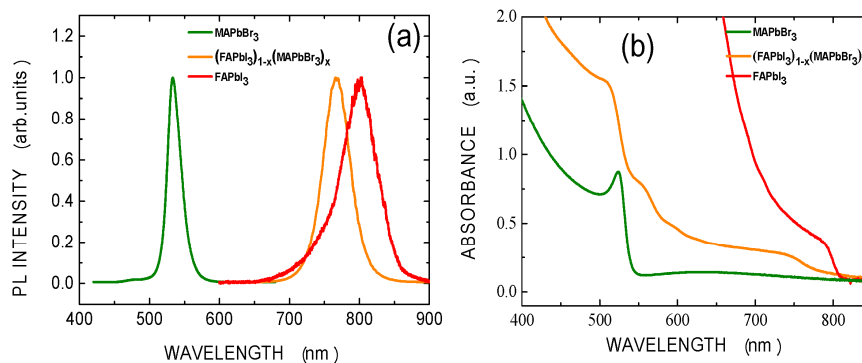 MAPbBr₃
(FAPbI₃)₁₋ₓ(MAPbBr₃)ₓ
FAPbI₃
(a)
PL INTENSITY (arb.units)
1.0
0.8
0.6
0.4
0.2
0.0
400 500 600 700 800 900
WAVELENGTH (nm)
MAPbBr₃
(FAPbI₃)₁₋ₓ(MAPbBr₃)ₓ
FAPbI₃
(b)
ABSORBANCE (a.u.)
2.0
1.5
1.0
0.5
0.0
400 500 600 700 800
WAVELENGTH (nm)